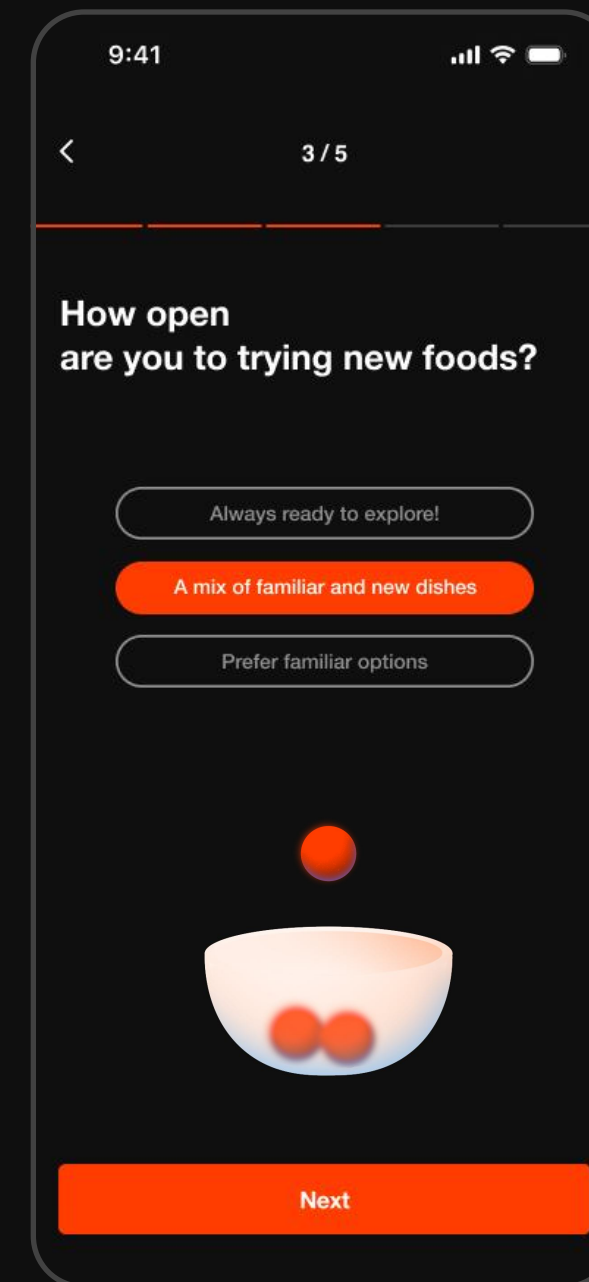 9:41
3 / 5
How open
are you to trying new foods?
Always ready to explore!
A mix of familiar and new dishes
Prefer familiar options
Next